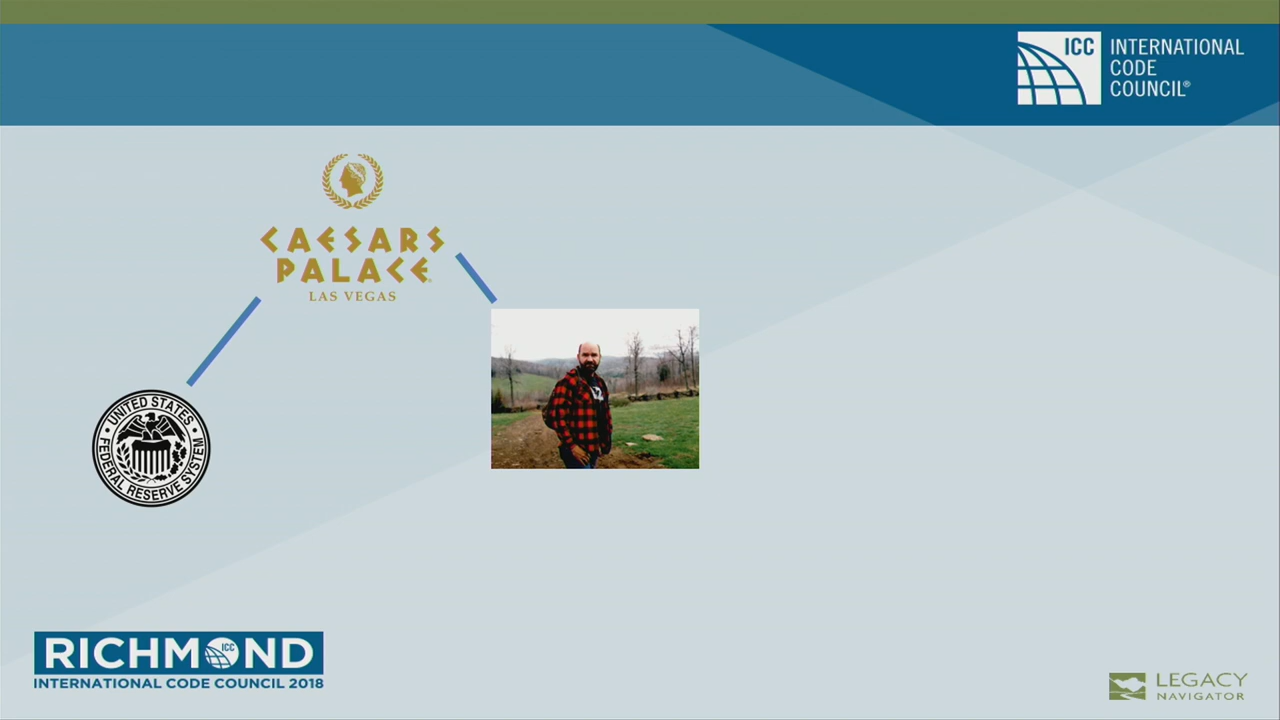 ICC INTERNATIONAL
CODE
COUNCIL®
CAESARS
PALACE®
LAS VEGAS
UNITED STATES
FEDERAL RESERVE SYSTEM
RICHMOND
ICC
INTERNATIONAL CODE COUNCIL 2018
LEGACY
NAVIGATOR